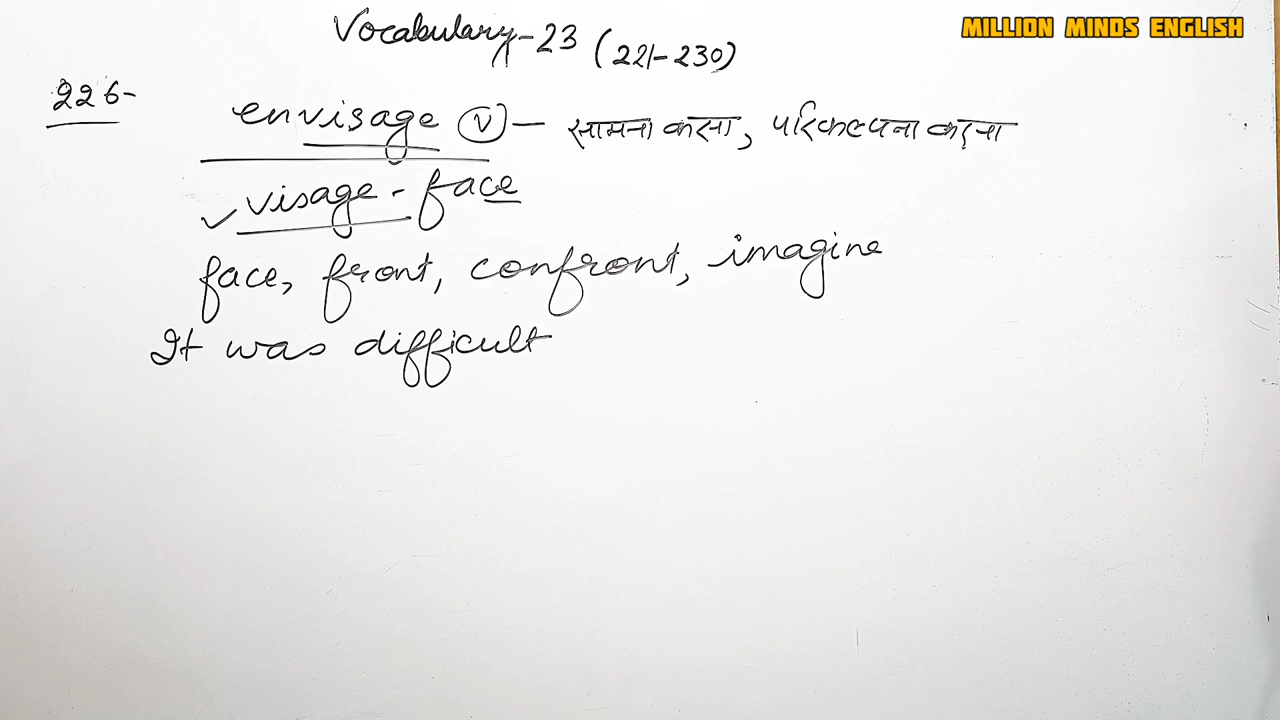 Vocabulary-23 (221-230)
MILLION MINDS ENGLISH
226-
envisage (v) - सामना करना, परिकल्पना करना
visage - face
face, front, confront, imagine
It was difficult